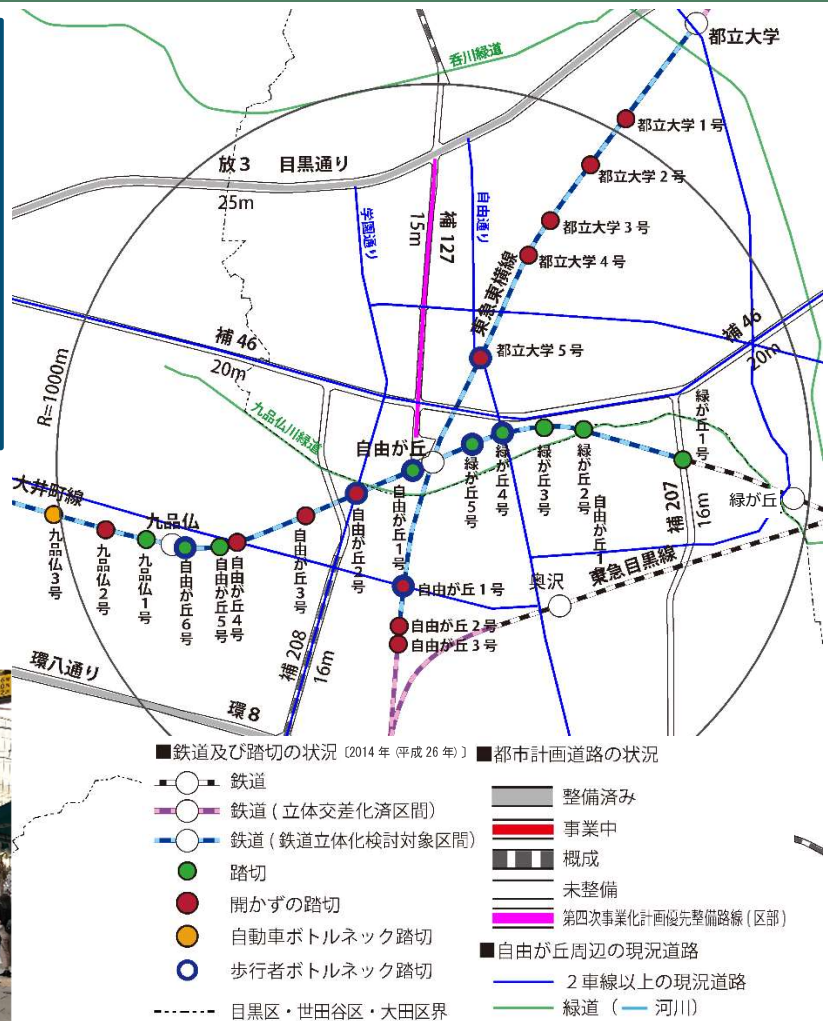 都立大学
呑川緑道
都立大学1号
放3 目黒通り
25m
都立大学2号
学園通り
補127
15m
自由通り
都立大学3号
都立大学4号
東急東横線
補46
20m
都立大学5号
補46
20m
R=1000m
九品仏川緑道
自由が丘
緑が丘5号
緑が丘4号
緑が丘3号
緑が丘2号
緑が丘1号
大井町線
九品仏
九品仏3号
九品仏2号
九品仏1号
自由が丘6号
自由が丘5号
自由が丘4号
自由が丘3号
自由が丘2号
自由が丘1号
自由が丘1
補207
16m
緑が丘
奥沢
東急目黒線
自由が丘1号
自由が丘2号
自由が丘3号
補208
16m
環八通り
環8
■鉄道及び踏切の状況〔2014年(平成26年)〕
鉄道
鉄道(立体交差化済区間)
鉄道(鉄道立体化検討対象区間)
踏切
開かずの踏切
自動車ボトルネック踏切
歩行者ボトルネック踏切
目黒区・世田谷区・大田区界
■都市計画道路の状況
整備済み
事業中
概成
未整備
第四次事業化計画優先整備路線(区部)
■自由が丘周辺の現況道路
2車線以上の現況道路
緑道(河川)